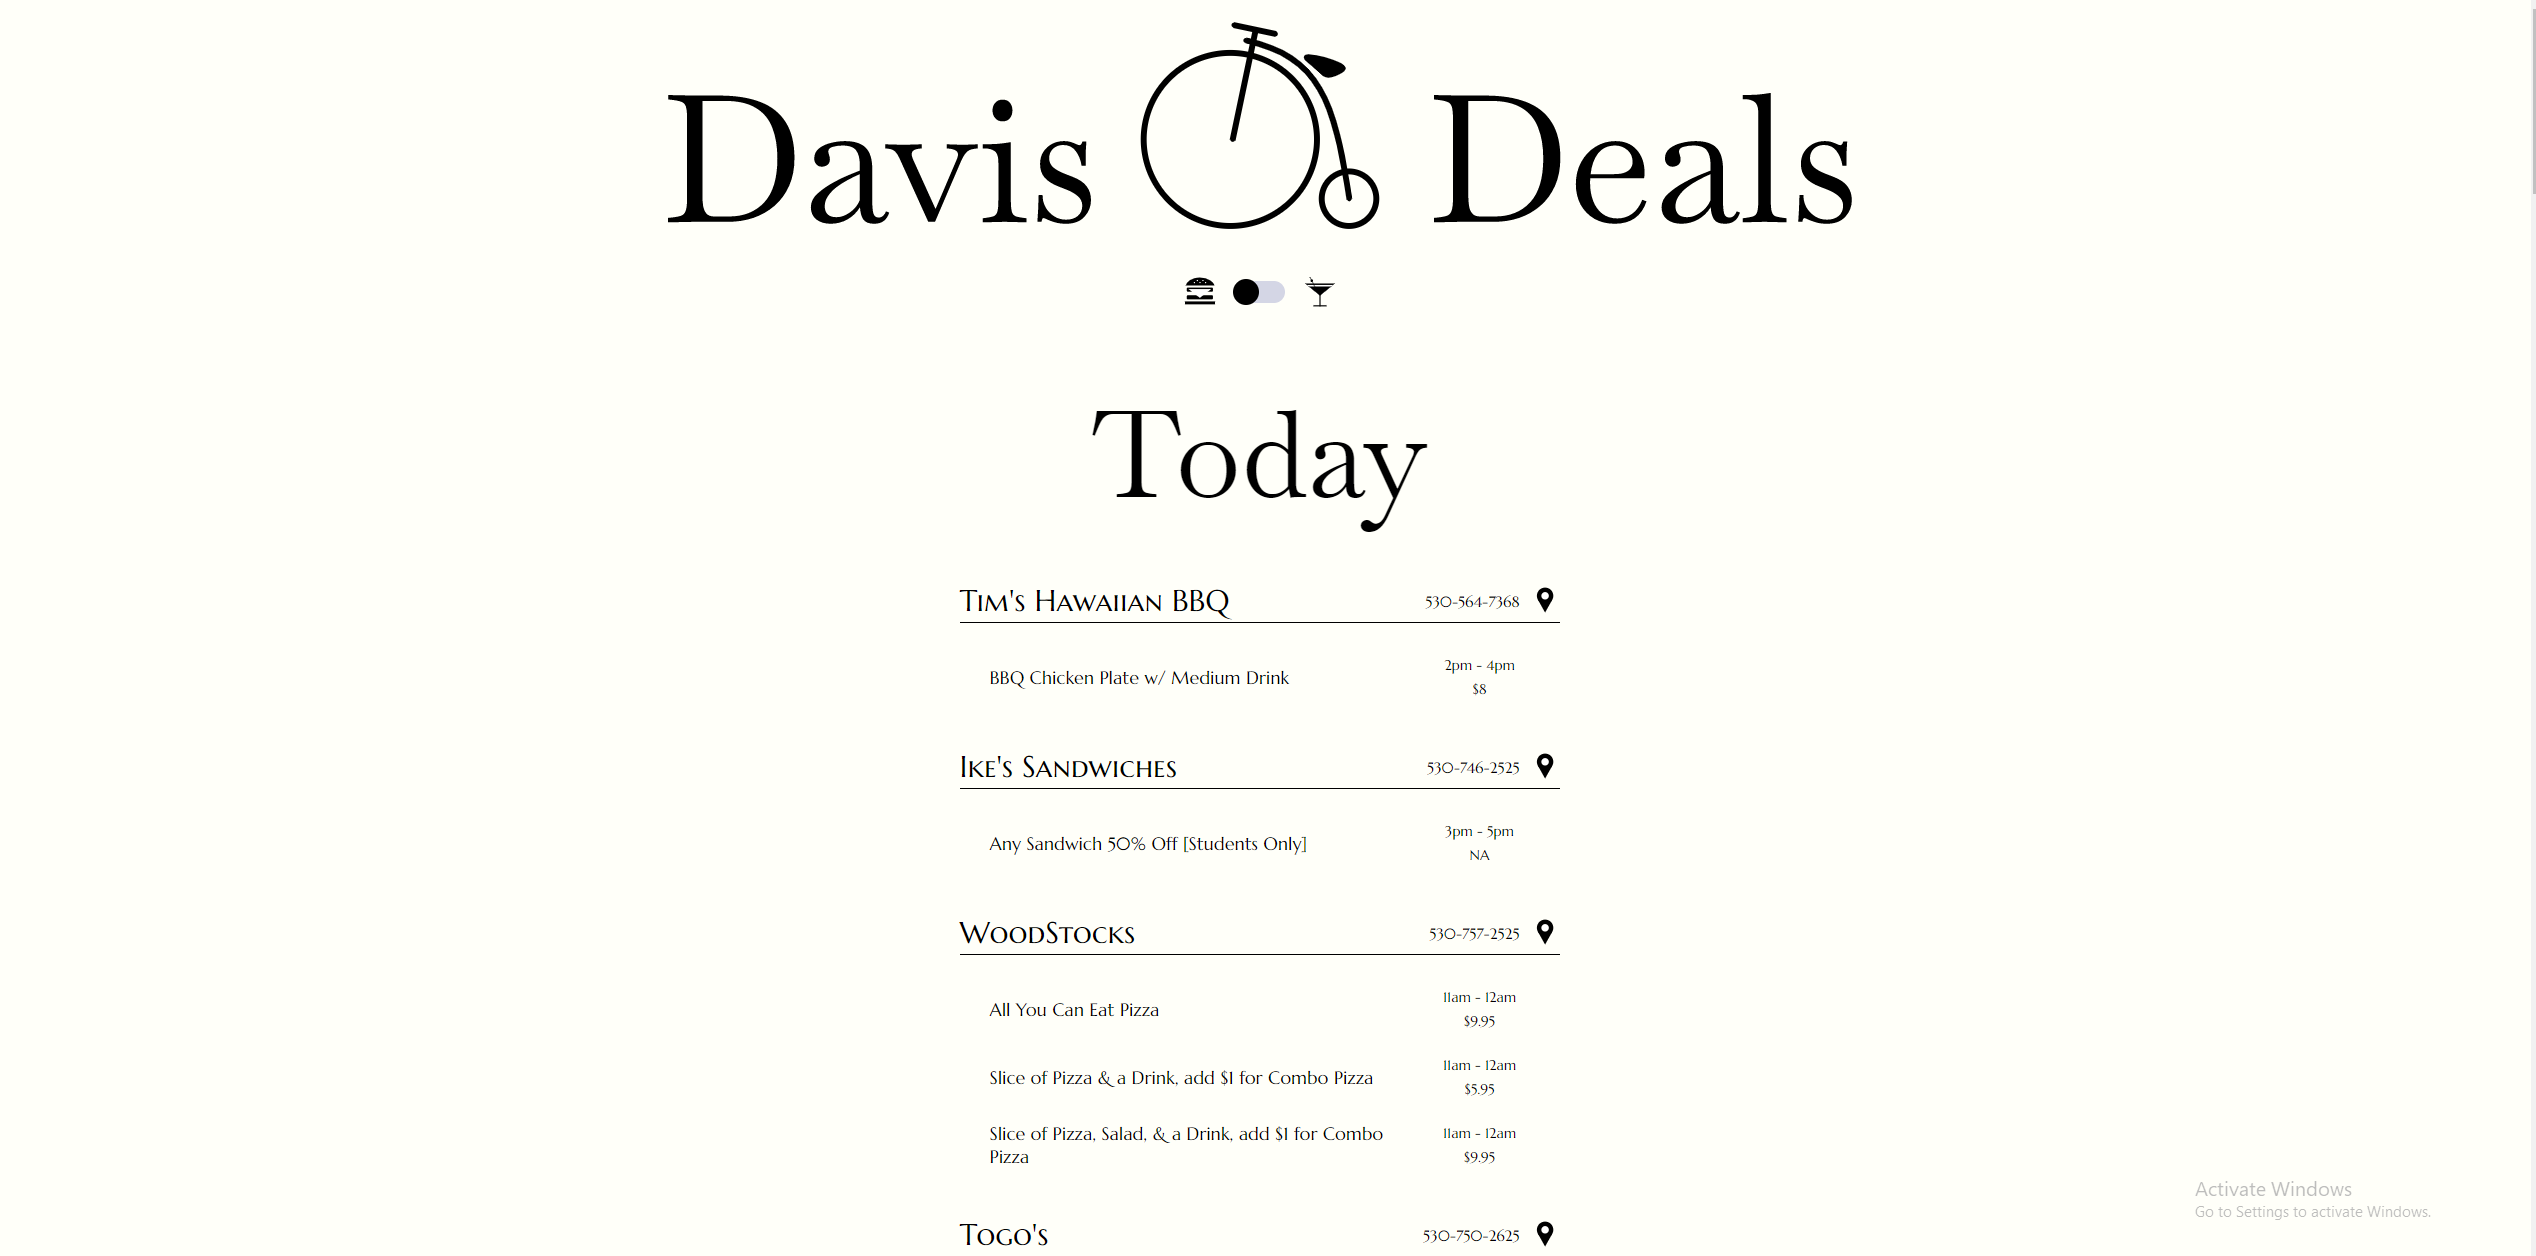 Davis Deals
Today
Tim's Hawaiian BBQ 530-564-7368
BBQ Chicken Plate w/ Medium Drink
2pm - 4pm
$8
Ike's Sandwiches 530-746-2525
Any Sandwich 50% Off [Students Only]
3pm - 5pm
NA
WoodStocks 530-757-2525
All You Can Eat Pizza
11am - 12am
$9.95
Slice of Pizza & a Drink, add $1 for Combo Pizza
11am - 12am
$5.95
Slice of Pizza, Salad, & a Drink, add $1 for Combo
Pizza
11am - 12am
$9.95
Togo's 530-750-2625
Activate Windows
Go to Settings to activate Windows.